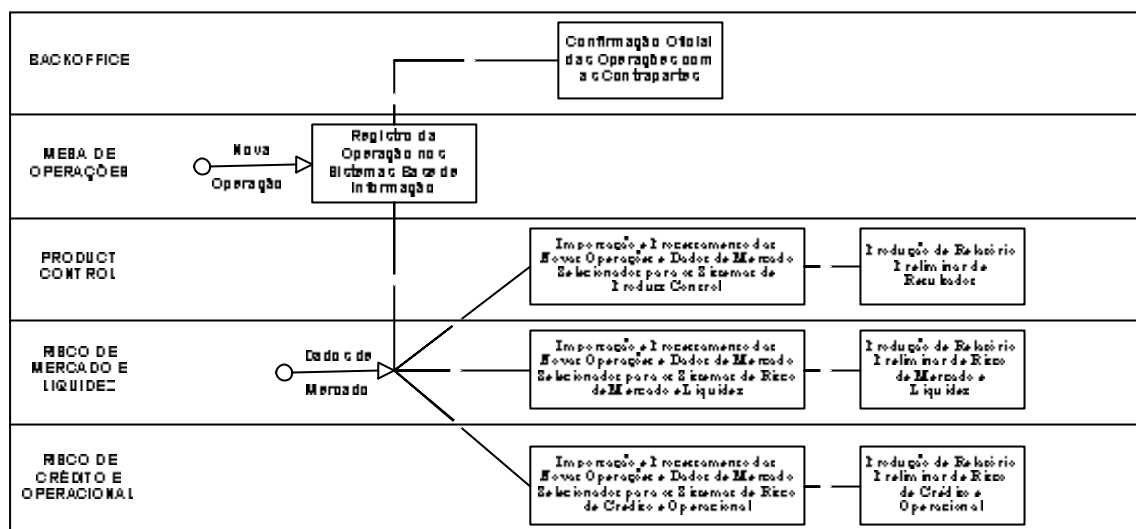 BACKOFFICE
Confirmação Oficial
das Operações com
as Contrapartes
MESA DE
OPERAÇÕES
Nova
Operação
Registro da
Operação nos
Sistemas Base de
Informação
PRODUCT
CONTROL
Importação e Processamento das
Novas Operações e Dados de Mercado
Selecionados para os Sistemas de
Product Control
Produção de Relatório
Preliminar de
Resultados
RISCO DE
MERCADO E
LIQUIDEZ
Dados de
Mercado
Importação e Processamento das
Novas Operações e Dados de Mercado
Selecionados para os Sistemas de Risco
de Mercado e Liquidez
Produção de Relatório
Preliminar de Risco
de Mercado e
Liquidez
RISCO DE
CRÉDITO E
OPERACIONAL
Importação e Processamento das
Novas Operações e Dados de Mercado
Selecionados para os Sistemas de Risco
de Crédito e Operacional
Produção de Relatório
Preliminar de Risco
de Crédito e
Operacional